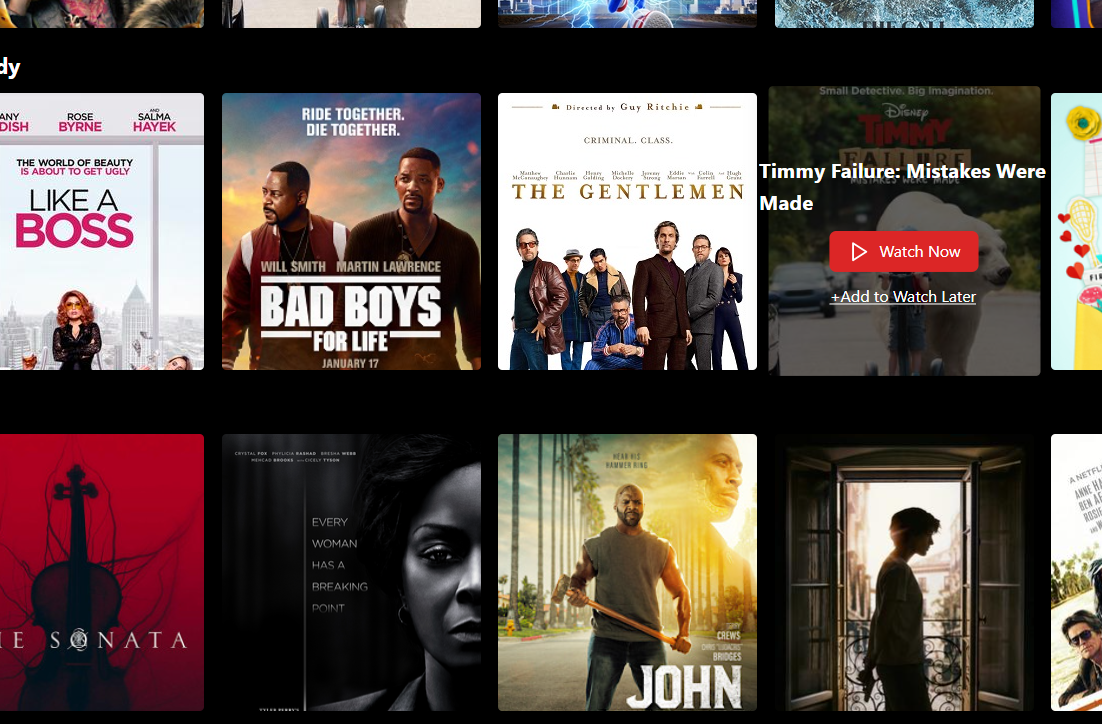 THE CALL
dy
ANY
DISH
ROSE
BYRNE
AND
SALMA
HAYEK
THE WORLD OF BEAUTY
IS ABOUT TO GET UGLY
LIKE A
BOSS
RIDE TOGETHER.
DIE TOGETHER.
WILL SMITH MARTIN LAWRENCE
BAD BOYS
FOR LIFE
JANUARY 17
Directed by Guy Ritchie
CRIMINAL. CLASS.
Matthew McConaughey
Charlie Hunnam
Henry Golding
Michelle Dockery
Jeremy Strong
Eddie Marsan
Colin Farrell
Hugh Grant
THE GENTLEMEN
Small Detective. Big Imagination.
Disney
TIMMY
FAILURE
MISTAKES WERE MADE
Timmy Failure: Mistakes Were
Made
Watch Now
+Add to Watch Later
HE SONATA
CRYSTAL FOX PHYLICIA RASHAD BRESHA WEBB
MEHCAD BROOKS and CICELY TYSON
EVERY
WOMAN
HAS A
BREAKING
POINT
TYLER PERRY'S
HEAR HIS
HAMMER RING
TERRY
CREWS
CHRIS "LUDACRIS"
BRIDGES
JOHN
A NETFL
ANNE HA
BEN AF
ROSIE